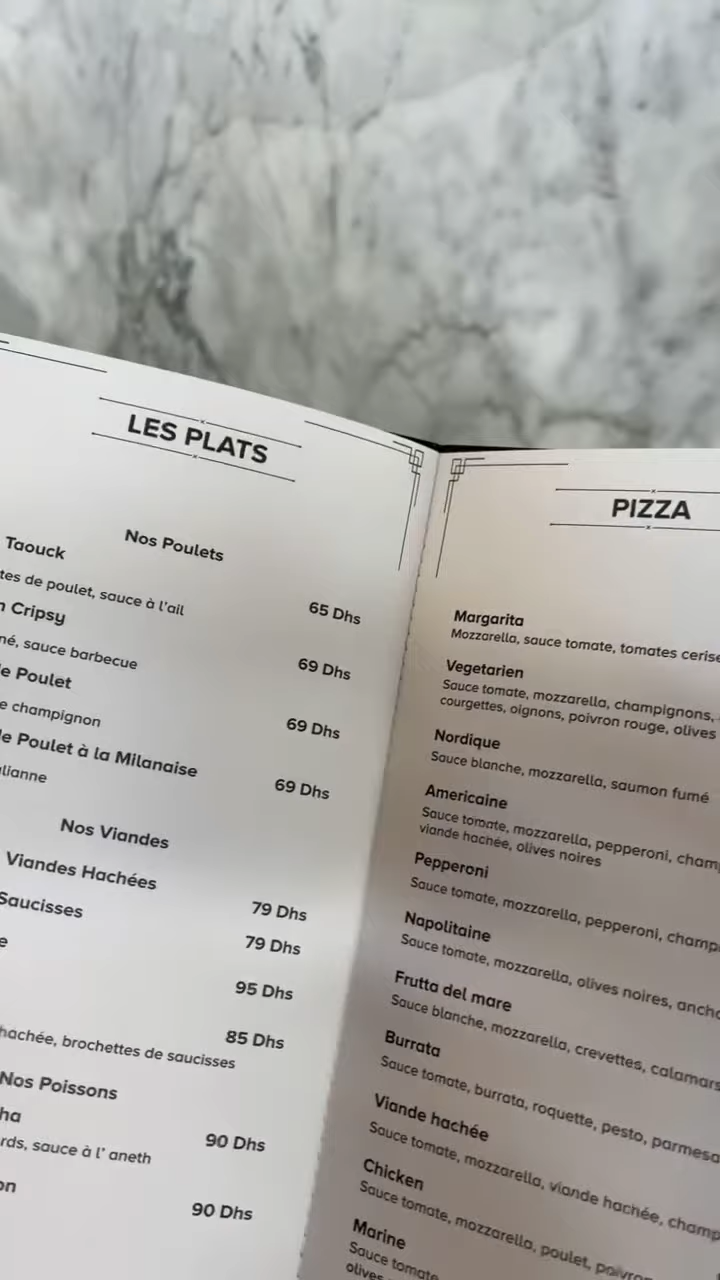 LES PLATS
Nos Poulets
Taouck
tes de poulet, sauce à l'ail
65 Dhs
n Cripsy
né, sauce barbecue
69 Dhs
le Poulet
e champignon
69 Dhs
le Poulet à la Milanaise
alianne
69 Dhs
Nos Viandes
Viandes Hachées
79 Dhs
Saucisses
79 Dhs
e
95 Dhs
85 Dhs
hachée, brochettes de saucisses
Nos Poissons
ha
90 Dhs
rds, sauce à l' aneth
on
90 Dhs
PIZZA
Margarita
Mozzarella, sauce tomate, tomates cerise
Vegetarien
Sauce tomate, mozzarella, champignons,
courgettes, oignons, poivron rouge, olives
Nordique
Sauce blanche, mozzarella, saumon fumé
Americaine
Sauce tomate, mozzarella, pepperoni, champ
viande hachée, olives noires
Pepperoni
Sauce tomate, mozzarella, pepperoni, champ
Napolitaine
Sauce tomate, mozzarella, olives noires, ancho
Frutta del mare
Sauce blanche, mozzarella, crevettes, calamars
Burrata
Sauce tomate, burrata, roquette, pesto, parmesa
Viande hachée
Sauce tomate, mozzarella, viande hachée, champ
Chicken
Sauce tomate, mozzarella, poulet, poivron
Marine
Sauce tomate
olives